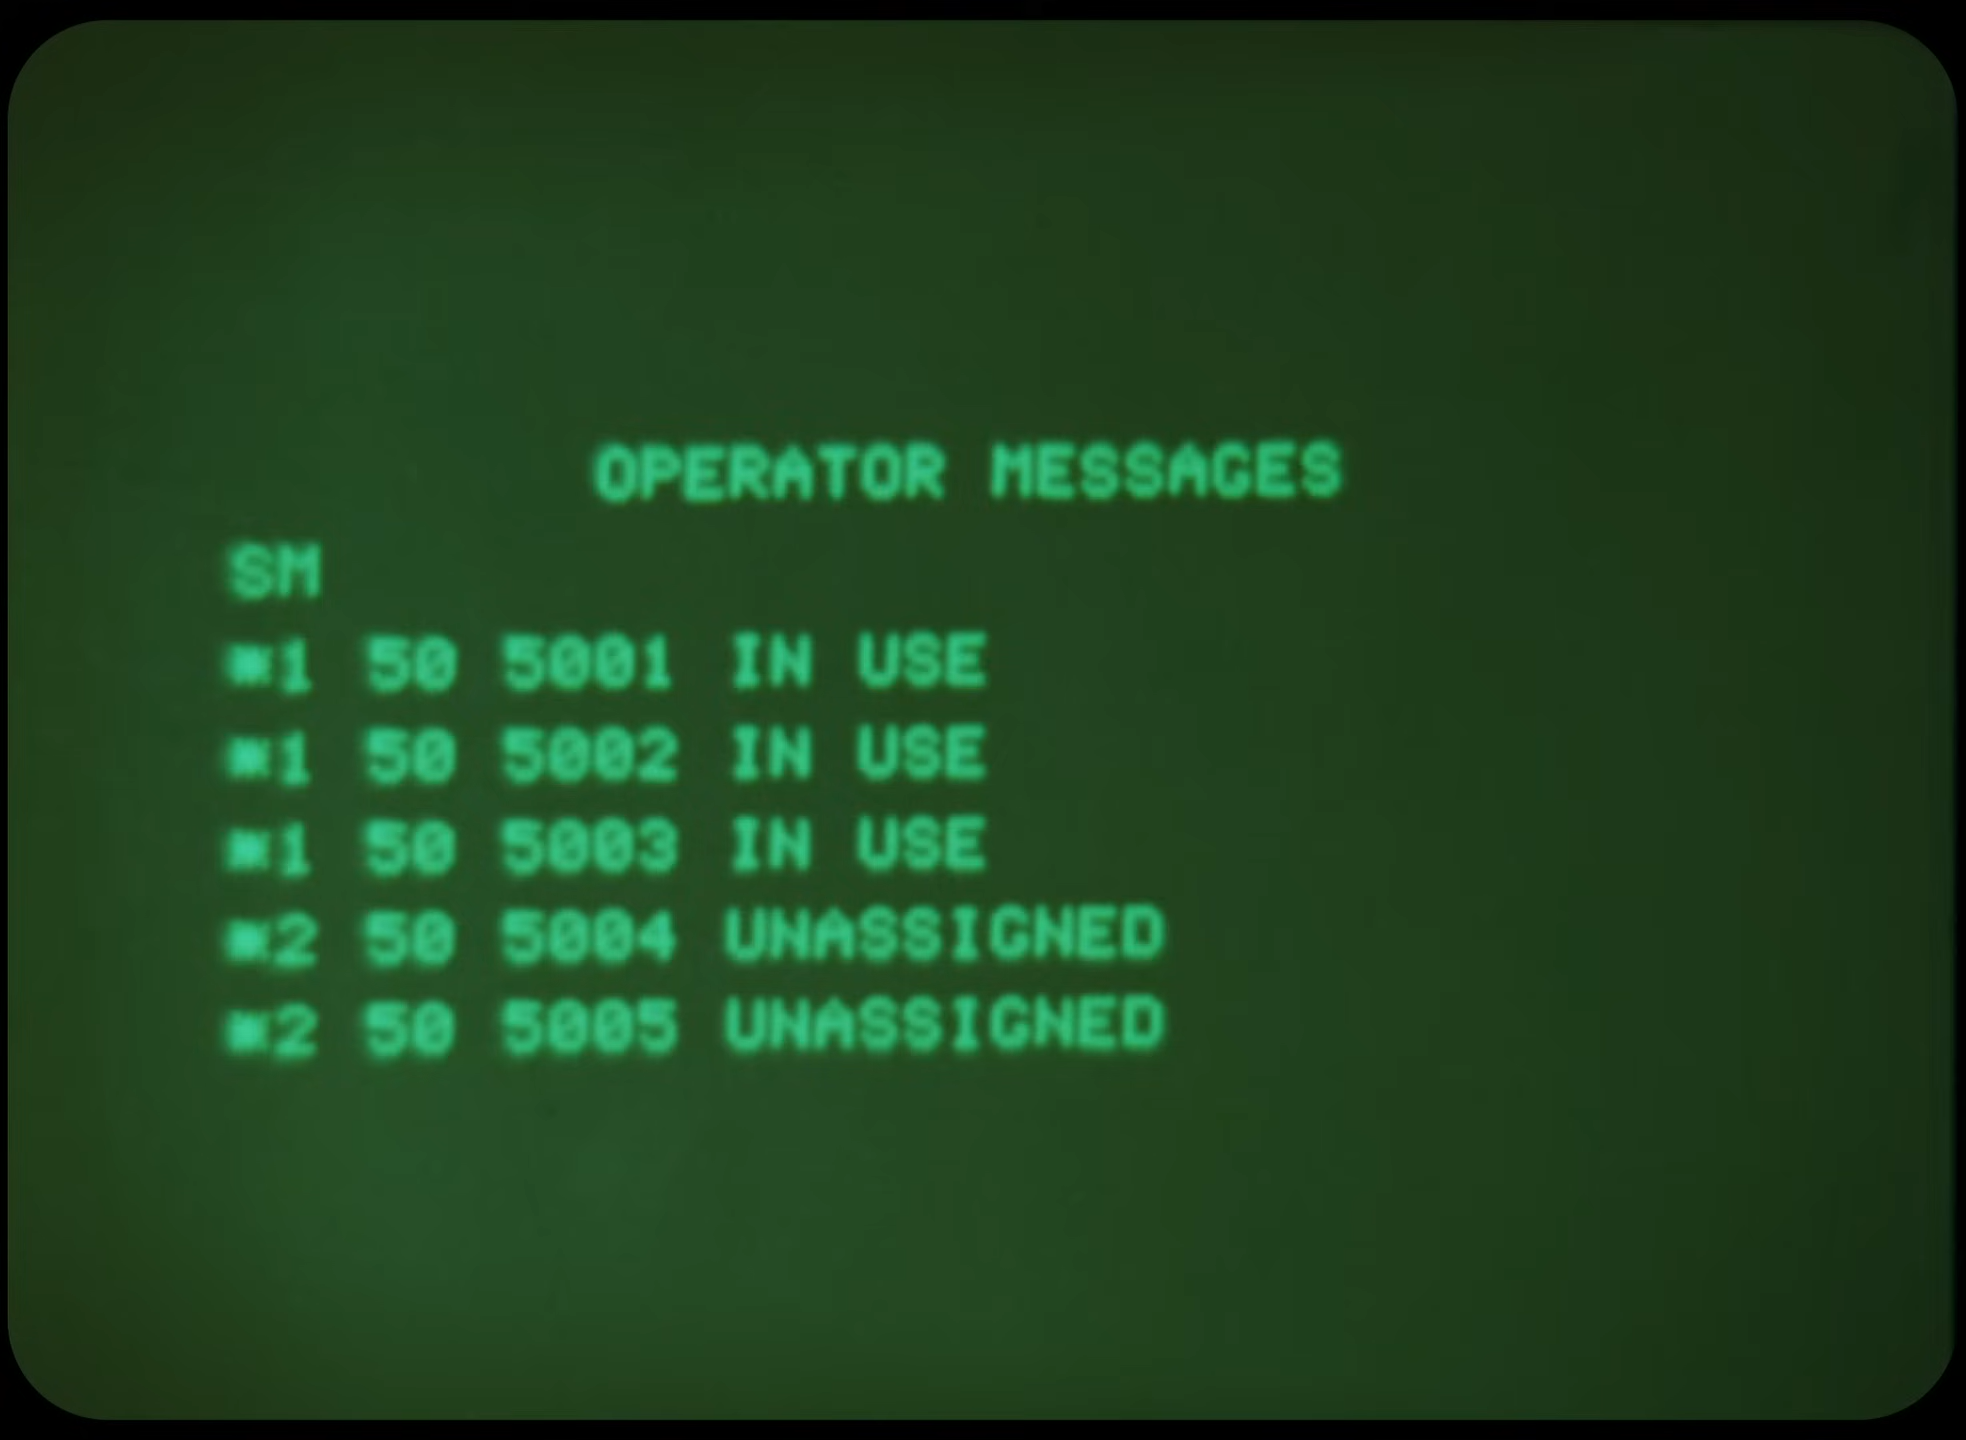 OPERATOR MESSAGES
SM
*1 50 5001 IN USE
*1 50 5002 IN USE
*1 50 5003 IN USE
*2 50 5004 UNASSIGNED
*2 50 5005 UNASSIGNED